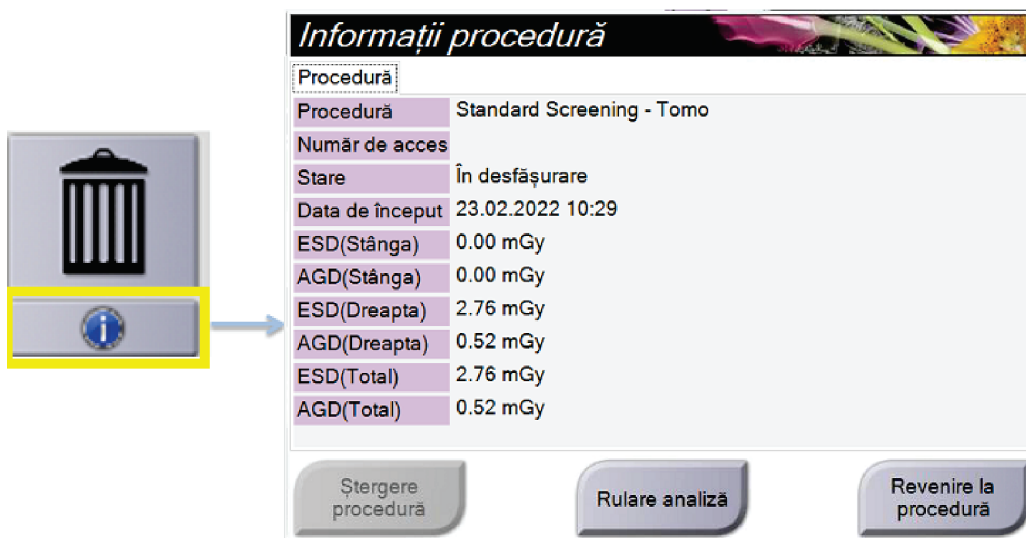 Informații procedură
Procedură
Procedură Standard Screening - Tomo
Număr de acces
Stare În desfășurare
Data de început 23.02.2022 10:29
ESD(Stânga) 0.00 mGy
AGD(Stânga) 0.00 mGy
ESD(Dreapta) 2.76 mGy
AGD(Dreapta) 0.52 mGy
ESD(Total) 2.76 mGy
AGD(Total) 0.52 mGy
Ștergere
procedură
Rulare analiză
Revenire la
procedură